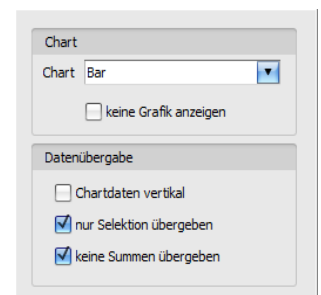 Chart
Chart Bar
keine Grafik anzeigen
Datenübergabe
Chartdaten vertikal
nur Selektion übergeben
keine Summen übergeben